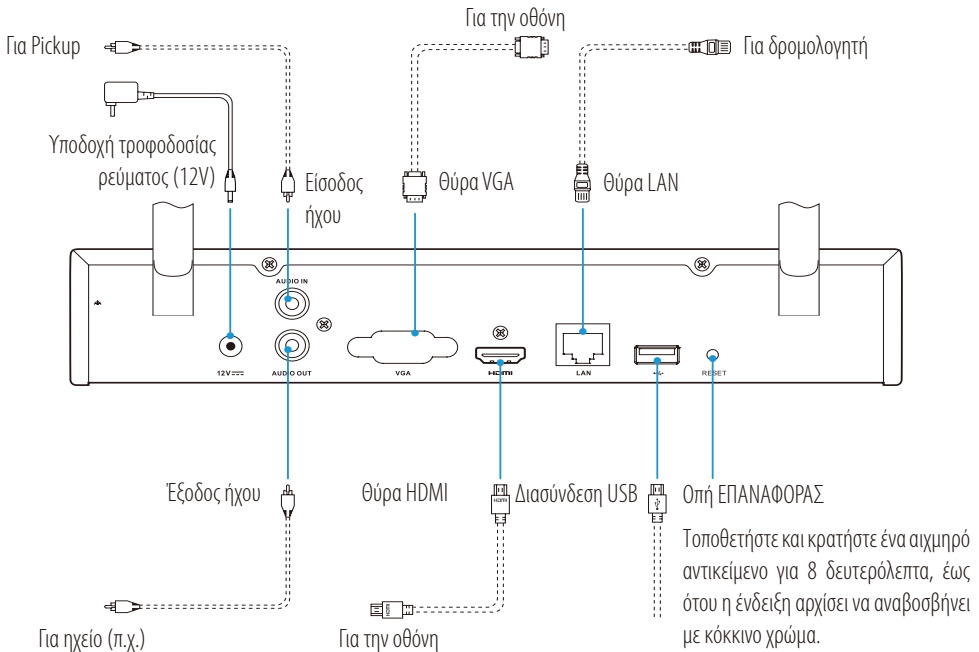 Για την οθόνη
Για Pickup
Για δρομολογητή
Υποδοχή τροφοδοσίας
ρεύματος (12V)
Είσοδος
ήχου
Θύρα VGA
Θύρα LAN
AUDIO IN
12V
AUDIO OUT
VGA
HDMI
LAN
RESET
Έξοδος ήχου
Θύρα HDMI
HDMI
Διασύνδεση USB
Οπή ΕΠΑΝΑΦΟΡΑΣ
Τοποθετήστε και κρατήστε ένα αιχμηρό
αντικείμενο για 8 δευτερόλεπτα, έως
ότου η ένδειξη αρχίσει να αναβοσβήνει
με κόκκινο χρώμα.
HDMI
Για ηχείο (π.χ.)
Για την οθόνη